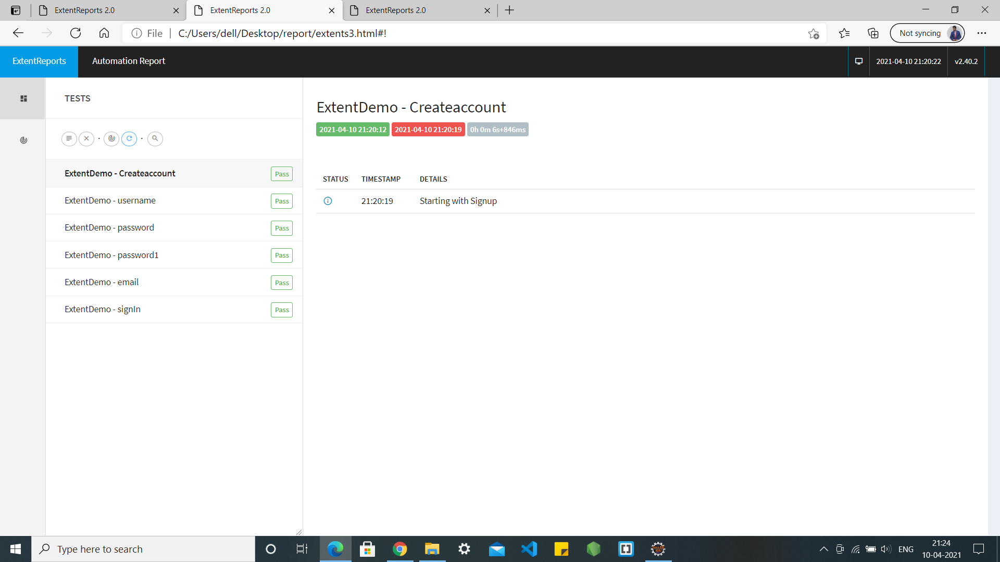 ExtentReports 2.0
ExtentReports 2.0
ExtentReports 2.0
File
C:/Users/dell/Desktop/report/extents3.html#!
Not syncing
ExtentReports
Automation Report
2021-04-10 21:20:22
v2.40.2
TESTS
ExtentDemo - Createaccount Pass
ExtentDemo - username Pass
ExtentDemo - password Pass
ExtentDemo - password1 Pass
ExtentDemo - email Pass
ExtentDemo - signIn Pass
ExtentDemo - Createaccount
2021-04-10 21:20:12 2021-04-10 21:20:19 0h 0m 6s+846ms
STATUS TIMESTAMP DETAILS
21:20:19 Starting with Signup
Type here to search
ENG
21:24
10-04-2021